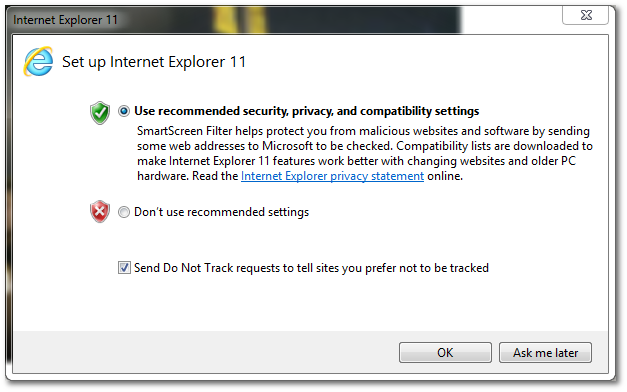 Internet Explorer 11
Set up Internet Explorer 11
Use recommended security, privacy, and compatibility settings
SmartScreen Filter helps protect you from malicious websites and software by sending
some web addresses to Microsoft to be checked. Compatibility lists are downloaded to
make Internet Explorer 11 features work better with changing websites and older PC
hardware. Read the Internet Explorer privacy statement online.
Don't use recommended settings
Send Do Not Track requests to tell sites you prefer not to be tracked
OK
Ask me later